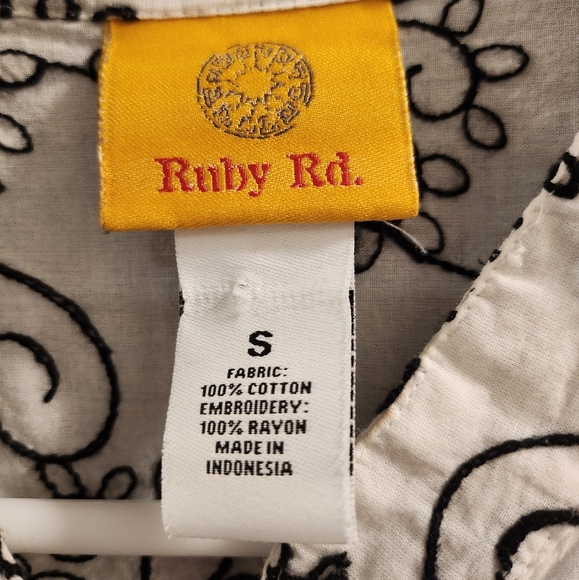 Ruby Rd.
S
FABRIC:
100% COTTON
EMBROIDERY:
100% RAYON
MADE IN
INDONESIA